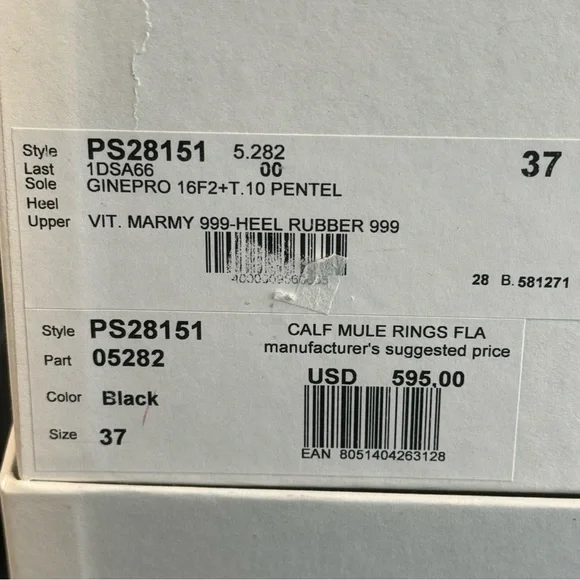 Style PS28151 5.282 37
Last 1DSA66 00
Sole GINEPRO 16F2+T.10 PENTEL
Heel
Upper VIT. MARMY 999-HEEL RUBBER 999
28 B. 581271
Style PS28151 CALF MULE RINGS FLA
manufacturer's suggested price
Part 05282
USD 595,00
Color Black
Size 37
EAN 8051404263128